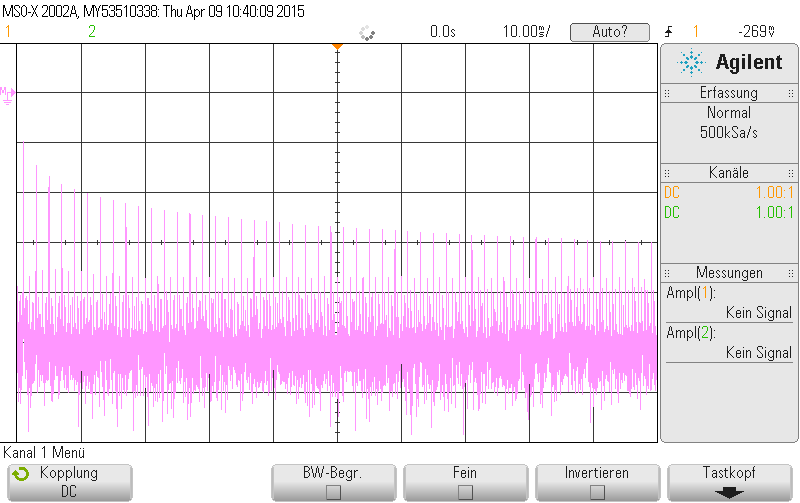 MSO-X 2002A, MY53510338: Thu Apr 09 10:40:09 2015
1 2 0.0s 10.00s/ Auto? 1 -269V
M
Agilent
Erfassung
Normal
500kSa/s
Kanäle
DC 1.00:1
DC 1.00:1
Messungen
Ampl(1):
Kein Signal
Ampl(2):
Kein Signal
Kanal 1 Menü
Kopplung
DC
BW-Begr.
Fein
Invertieren
Tastkopf